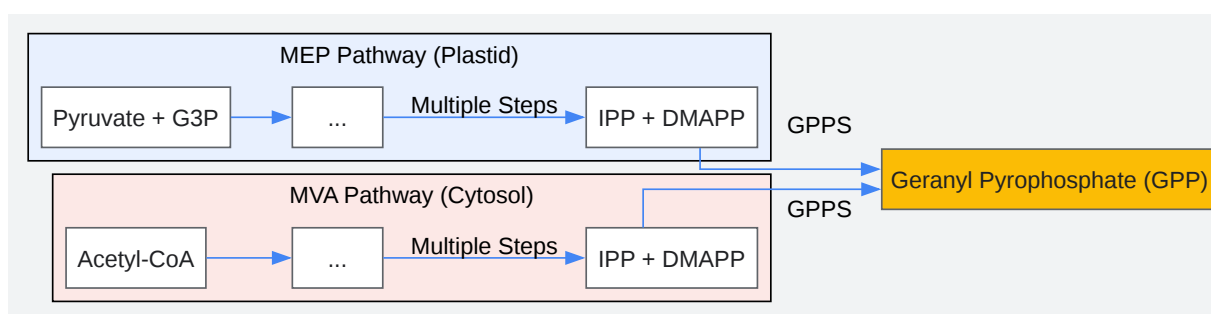 MEP Pathway (Plastid)
Pyruvate + G3P
...
Multiple Steps
IPP + DMAPP
GPPS
Geranyl Pyrophosphate (GPP)
MVA Pathway (Cytosol)
GPPS
Acetyl-CoA
...
Multiple Steps
IPP + DMAPP